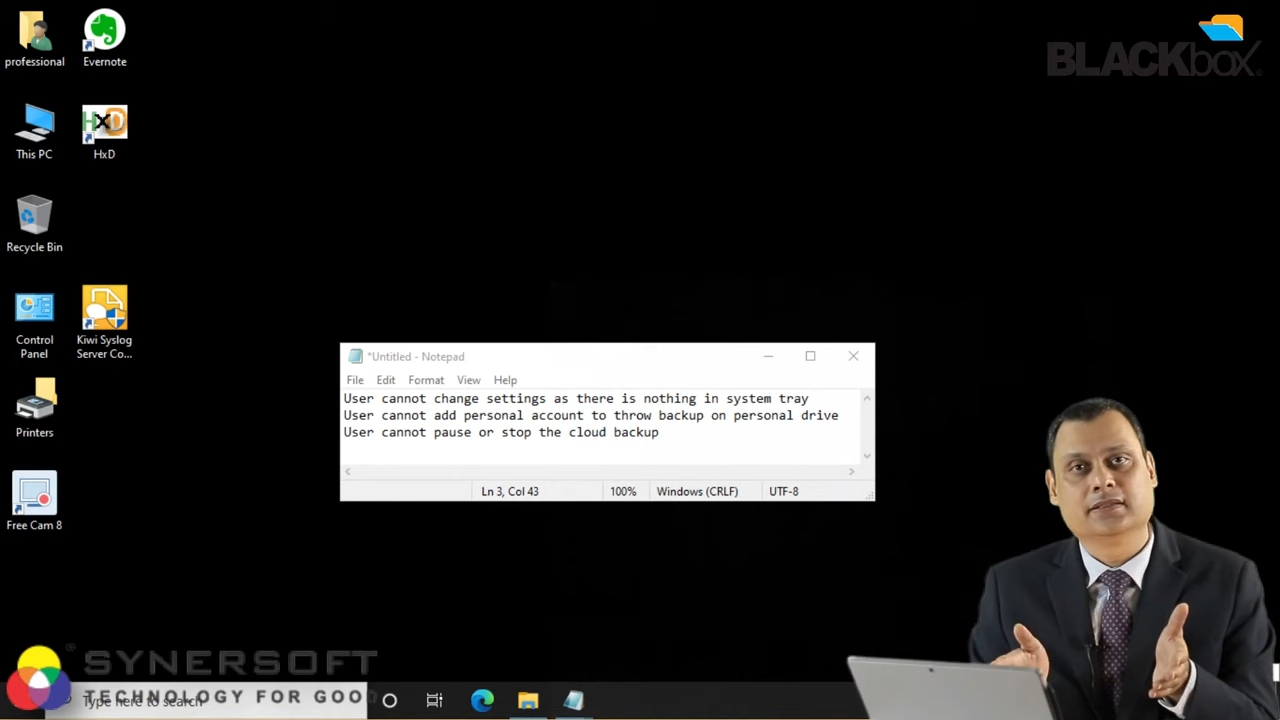 professional
Evernote
BLACKbox
This PC
HxD
HxD
Recycle Bin
Control
Panel
Kiwi Syslog
Server Co...
Printers
Free Cam 8
*Untitled - Notepad
File Edit Format View Help
User cannot change settings as there is nothing in system tray
User cannot add personal account to throw backup on personal drive
User cannot pause or stop the cloud backup
Ln 3, Col 43 100% Windows (CRLF) UTF-8
SYNERSOFT
TECHNOLOGY FOR GOOD
Type here to search